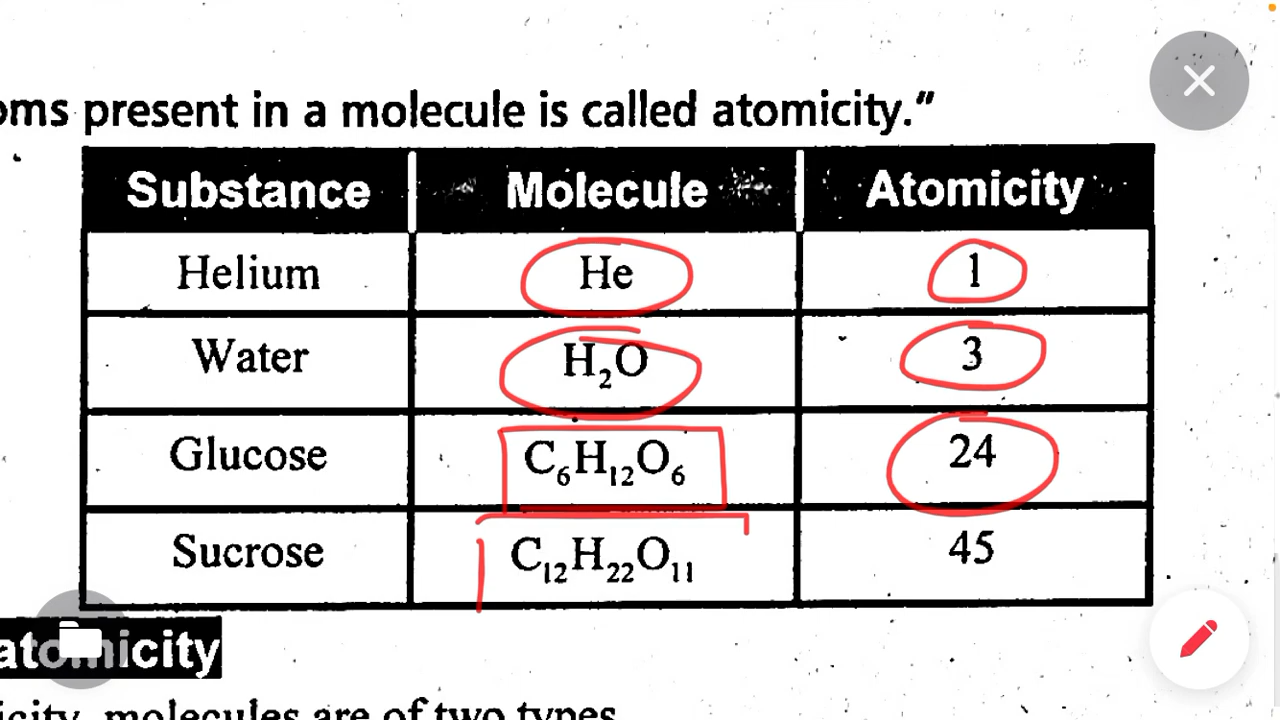 oms present in a molecule is called atomicity.”
Substance Molecule Atomicity
Helium He 1
Water H₂O 3
Glucose C₆H₁₂O₆ 24
Sucrose C₁₂H₂₂O₁₁ 45
atomicity
icity, molecules are of two types